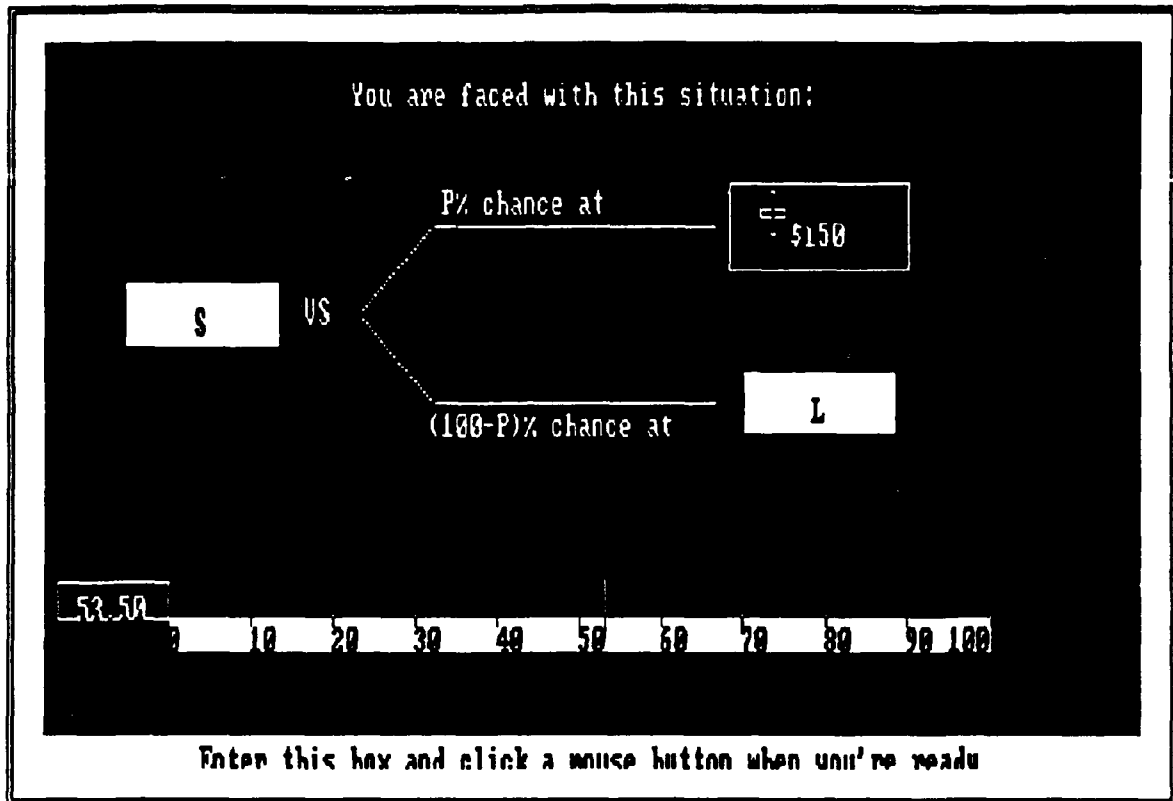 You are faced with this situation:
P% chance at
$150
S
VS
L
(100-P)% chance at
53.50
0 10 20 30 40 50 60 70 80 90 100
Enter this box and click a mouse button when you're ready